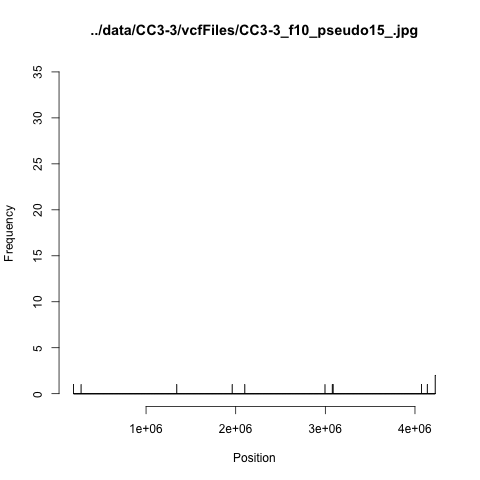 ../data/CC3-3/vcfFiles/CC3-3_f10_pseudo15_.jpg
35
30
25
20
15
10
5
0
Frequency
1e+06 2e+06 3e+06 4e+06
Position